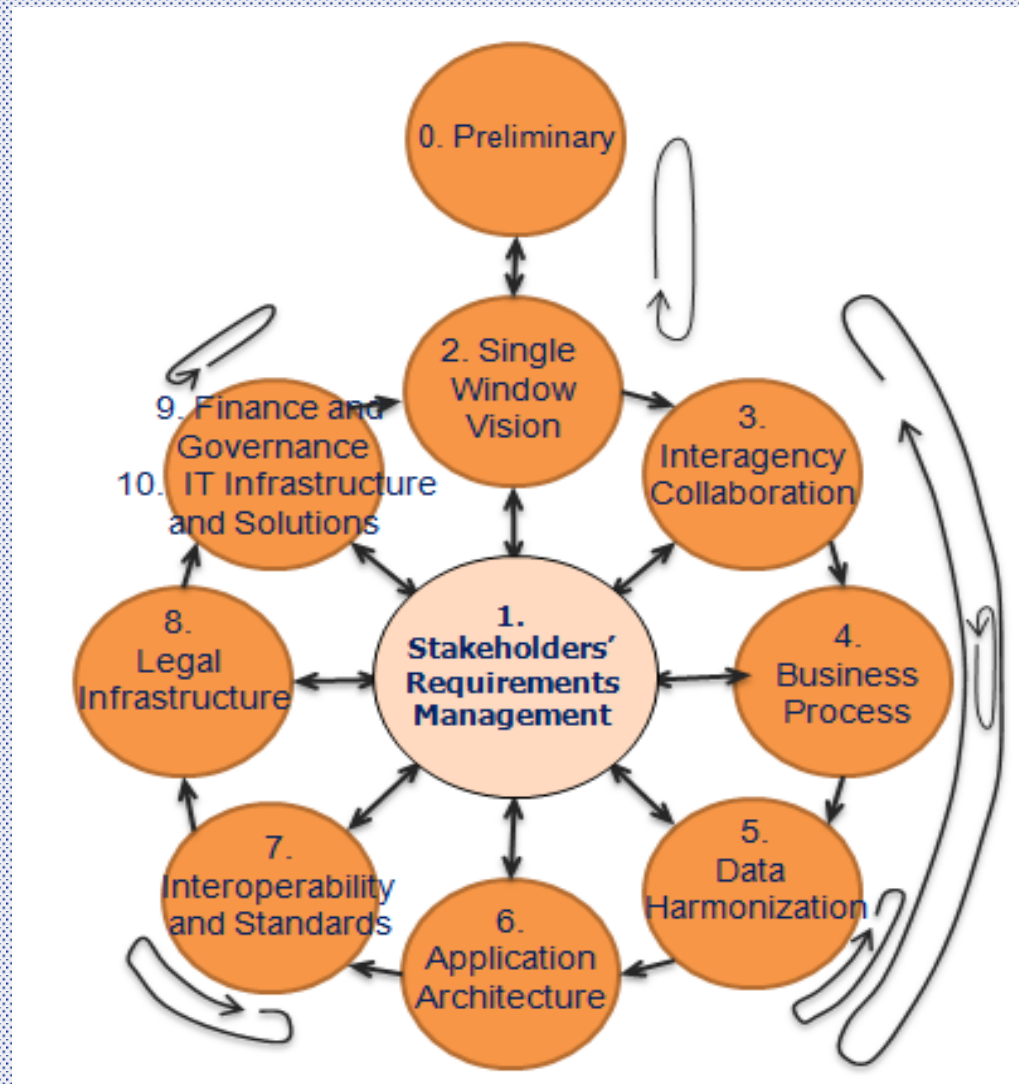 0. Preliminary
2. Single
Window
Vision
3.
Interagency
Collaboration
9. Finance and
Governance
10. IT Infrastructure
and Solutions
1.
Stakeholders’
Requirements
Management
8.
Legal
Infrastructure
4.
Business
Process
7.
Interoperability
and Standards
5.
Data
Harmonization
6.
Application
Architecture